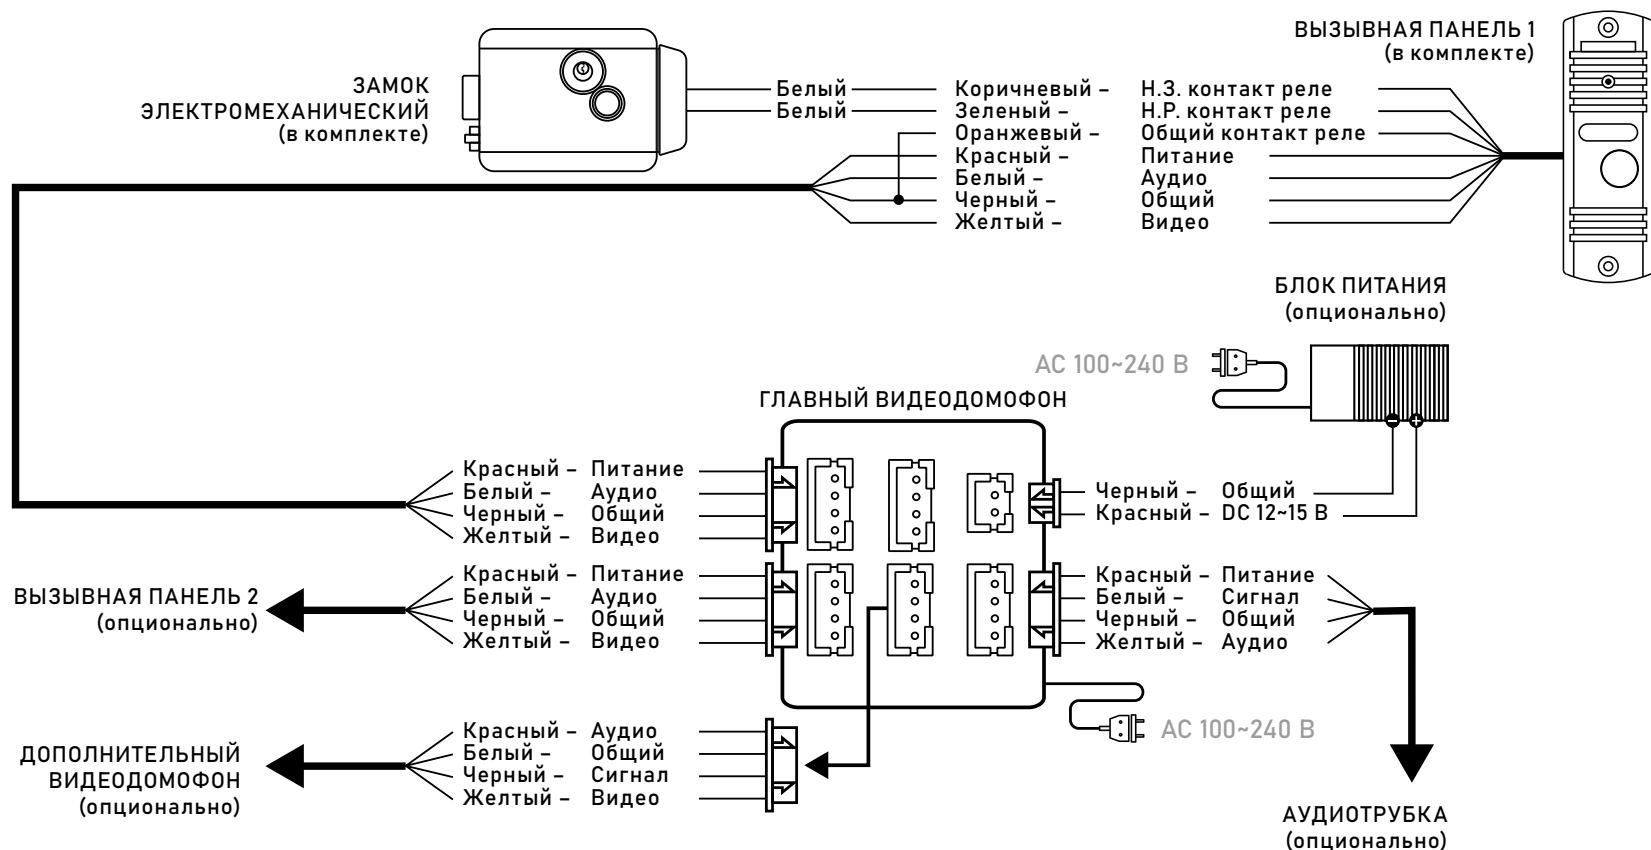 ВЫЗЫВНАЯ ПАНЕЛЬ 1
(в комплекте)
ЗАМОК
ЭЛЕКТРОМЕХАНИЧЕСКИЙ
(в комплекте)
Белый
Белый
Коричневый – Н.З. контакт реле
Зеленый – Н.Р. контакт реле
Оранжевый – Общий контакт реле
Красный – Питание
Белый – Аудио
Черный – Общий
Желтый – Видео
БЛОК ПИТАНИЯ
(опционально)
AC 100~240 В
ГЛАВНЫЙ ВИДЕОДОМОФОН
Красный – Питание
Белый – Аудио
Черный – Общий
Желтый – Видео
Черный – Общий
Красный – DC 12~15 В
ВЫЗЫВНАЯ ПАНЕЛЬ 2
(опционально)
Красный – Питание
Белый – Аудио
Черный – Общий
Желтый – Видео
Красный – Питание
Белый – Сигнал
Черный – Общий
Желтый – Аудио
AC 100~240 В
ДОПОЛНИТЕЛЬНЫЙ
ВИДЕОДОМОФОН
(опционально)
Красный – Аудио
Белый – Общий
Черный – Сигнал
Желтый – Видео
АУДИОТРУБКА
(опционально)